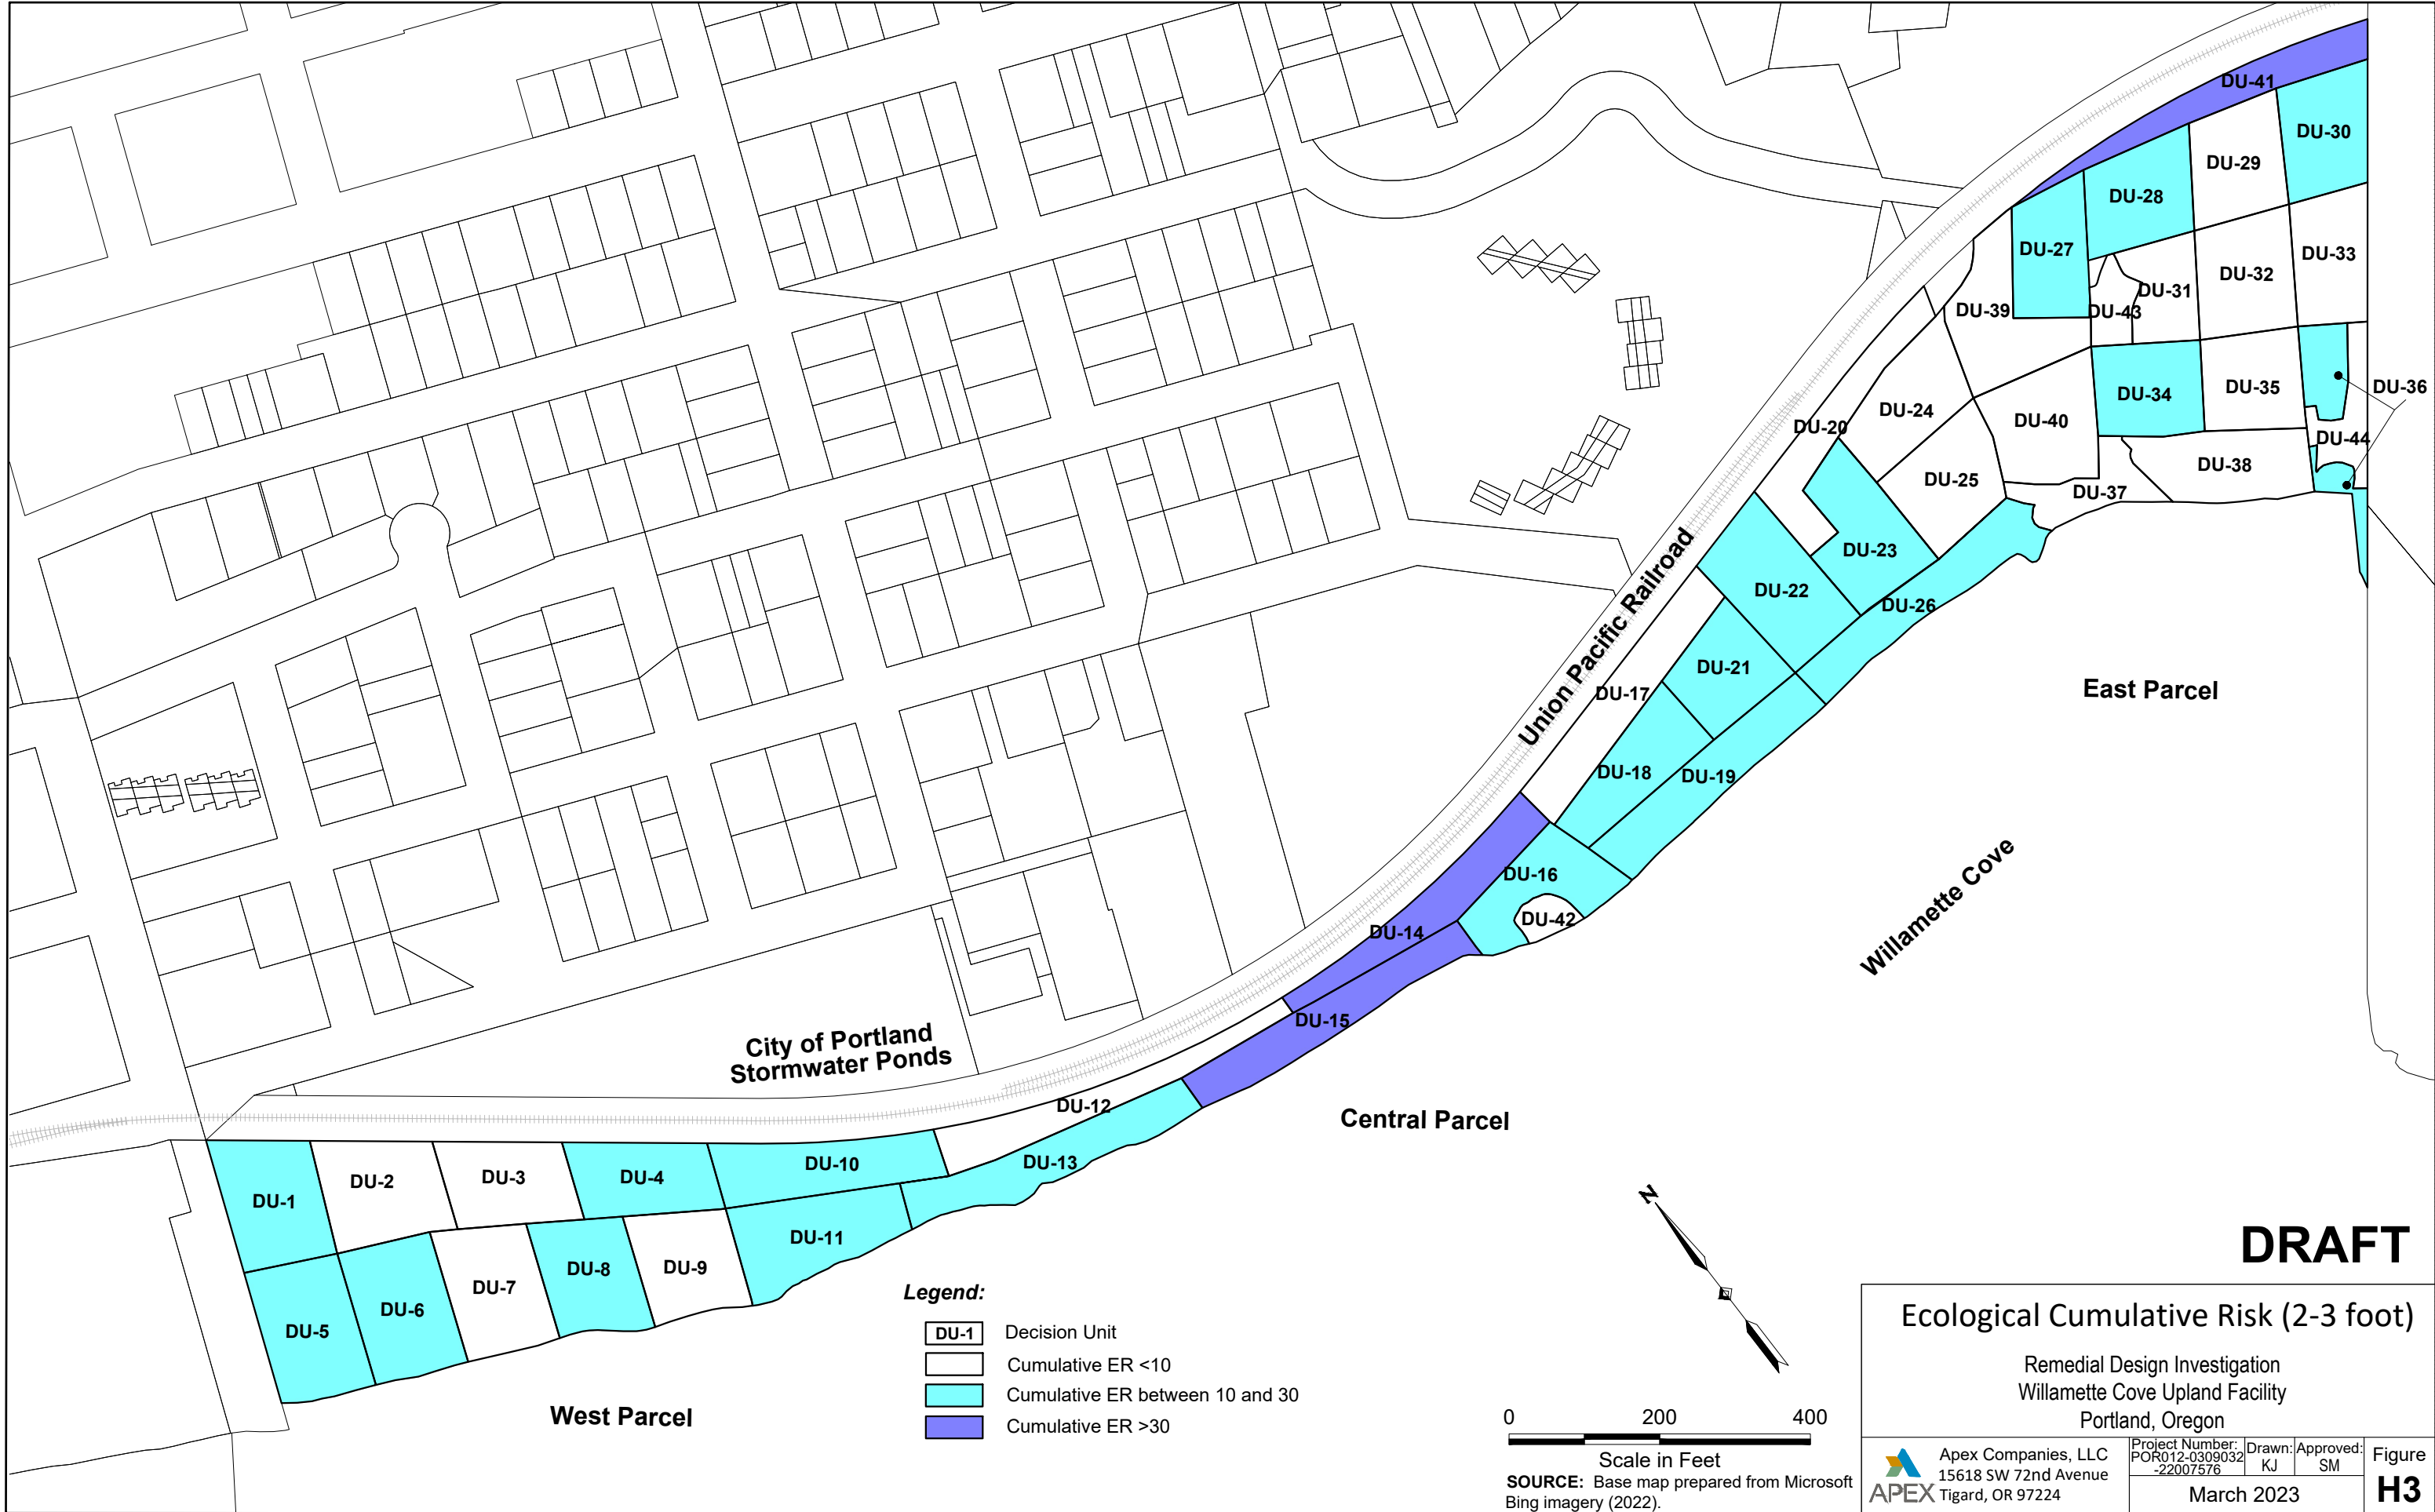 DU-41
DU-30
DU-29
DU-28
DU-27
DU-33
DU-32
DU-31
DU-43
DU-39
DU-36
DU-35
DU-34
DU-24
DU-40
DU-20
DU-44
DU-38
DU-25
DU-37
DU-23
DU-22
DU-26
Union Pacific Railroad
DU-21
East Parcel
DU-17
DU-18
DU-19
DU-16
DU-42
Willamette Cove
DU-14
DU-15
City of Portland
Stormwater Ponds
DU-12
Central Parcel
DU-13
DU-10
DU-4
DU-3
DU-2
DU-1
DU-11
DU-9
DU-8
DU-7
DU-6
DU-5
West Parcel
Legend:
DU-1 Decision Unit
Cumulative ER <10
Cumulative ER between 10 and 30
Cumulative ER >30
N
0 200 400
Scale in Feet
SOURCE: Base map prepared from Microsoft
Bing imagery (2022).
DRAFT
Ecological Cumulative Risk (2-3 foot)
Remedial Design Investigation
Willamette Cove Upland Facility
Portland, Oregon
APEX
Apex Companies, LLC
15618 SW 72nd Avenue
Tigard, OR 97224
Project Number:
POR012-0309032
-22007576
Drawn:
KJ
Approved:
SM
March 2023
Figure
H3